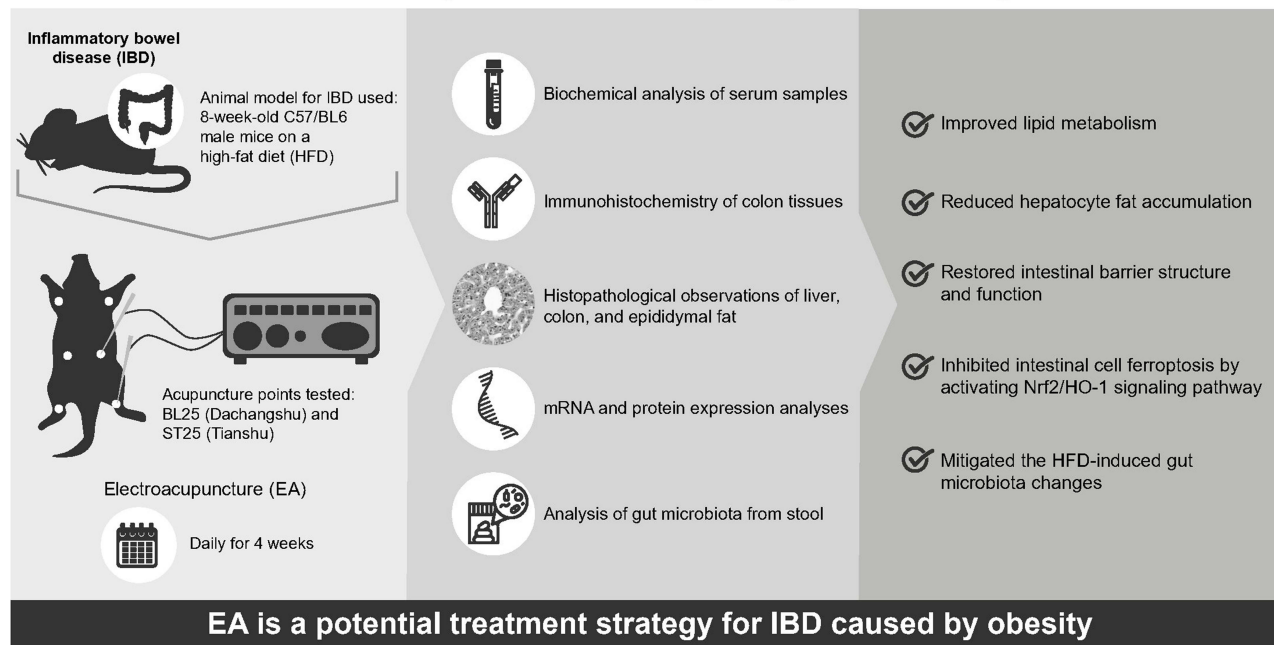 Inflammatory bowel
disease (IBD)
Animal model for IBD used:
8-week-old C57/BL6
male mice on a
high-fat diet (HFD)
Acupuncture points tested:
BL25 (Dachangshu) and
ST25 (Tianshu)
Electroacupuncture (EA)
Daily for 4 weeks
Biochemical analysis of serum samples
Immunohistochemistry of colon tissues
Histopathological observations of liver,
colon, and epididymal fat
mRNA and protein expression analyses
Analysis of gut microbiota from stool
Improved lipid metabolism
Reduced hepatocyte fat accumulation
Restored intestinal barrier structure
and function
Inhibited intestinal cell ferroptosis by
activating Nrf2/HO-1 signaling pathway
Mitigated the HFD-induced gut
microbiota changes
EA is a potential treatment strategy for IBD caused by obesity